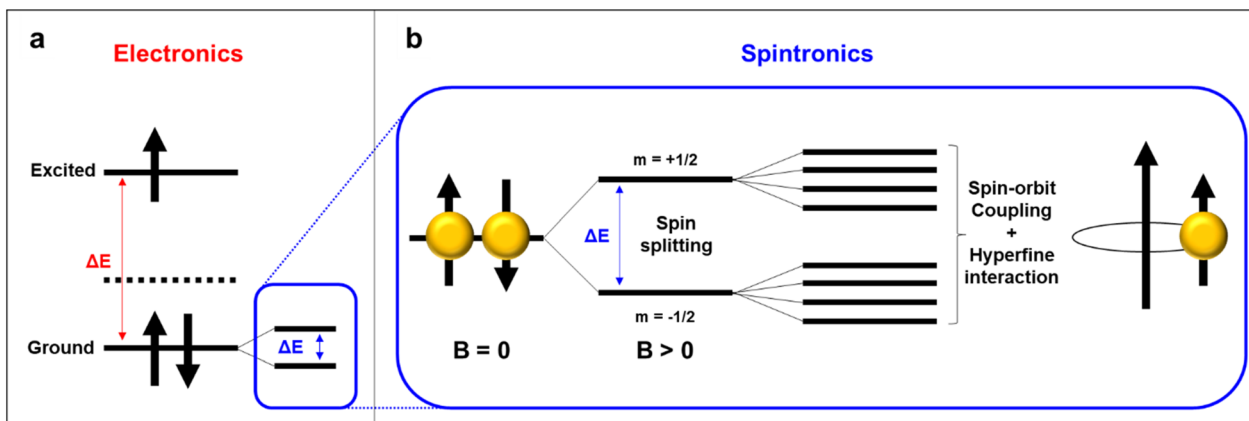 a
Electronics
Excited
ΔE
Ground
ΔE
b
Spintronics
m = +1/2
ΔE
Spin
splitting
m = -1/2
B = 0
B > 0
Spin-orbit
Coupling
+
Hyperfine
interaction